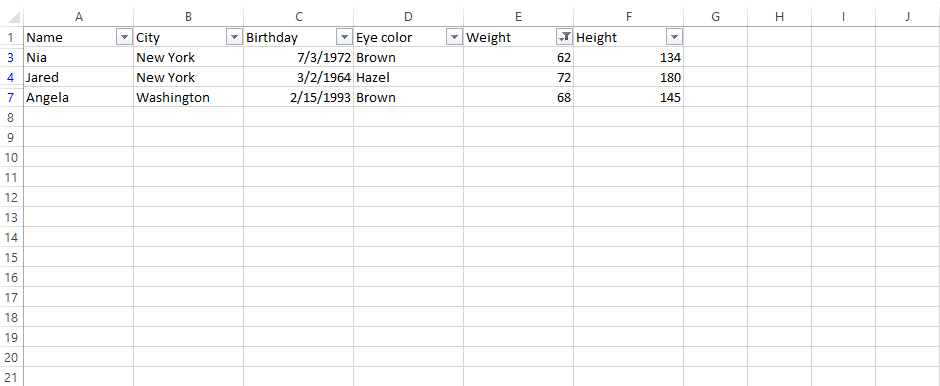 A B C D E F G H I J
1 Name City Birthday Eye color Weight Height
3 Nia New York 7/3/1972 Brown 62 134
4 Jared New York 3/2/1964 Hazel 72 180
7 Angela Washington 2/15/1993 Brown 68 145
8
9
10
11
12
13
14
15
16
17
18
19
20
21